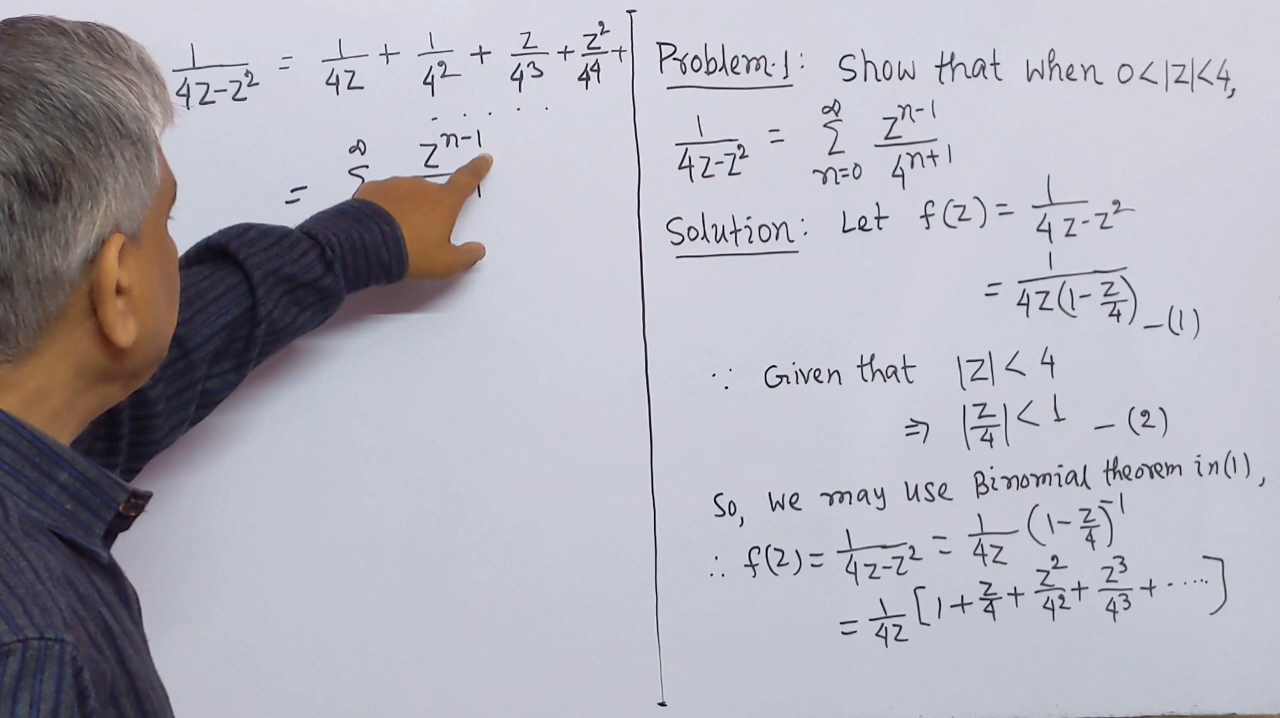 1/(4z-z²) = 1/(4z) + 1/4² + z/4³ + z²/4⁴ +
. . . . . .
= ∞ Σ z^(n-1)
Problem.1: Show that when 0<|z|<4,
1/(4z-z²) = ∞ Σ n=0 z^(n-1)/4^(n+1)
Solution: Let f(z) = 1/(4z-z²)
= 1/(4z(1-z/4)) -(1)
∵ Given that |z| < 4
⇒ |z/4| < 1 -(2)
So, we may use Binomial theorem in(1),
∴ f(z) = 1/(4z-z²) = 1/(4z) (1-z/4)^-1
= 1/(4z) [1 + z/4 + z²/4² + z³/4³ + ·····]